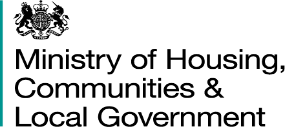 Ministry of Housing,
Communities &
Local Government